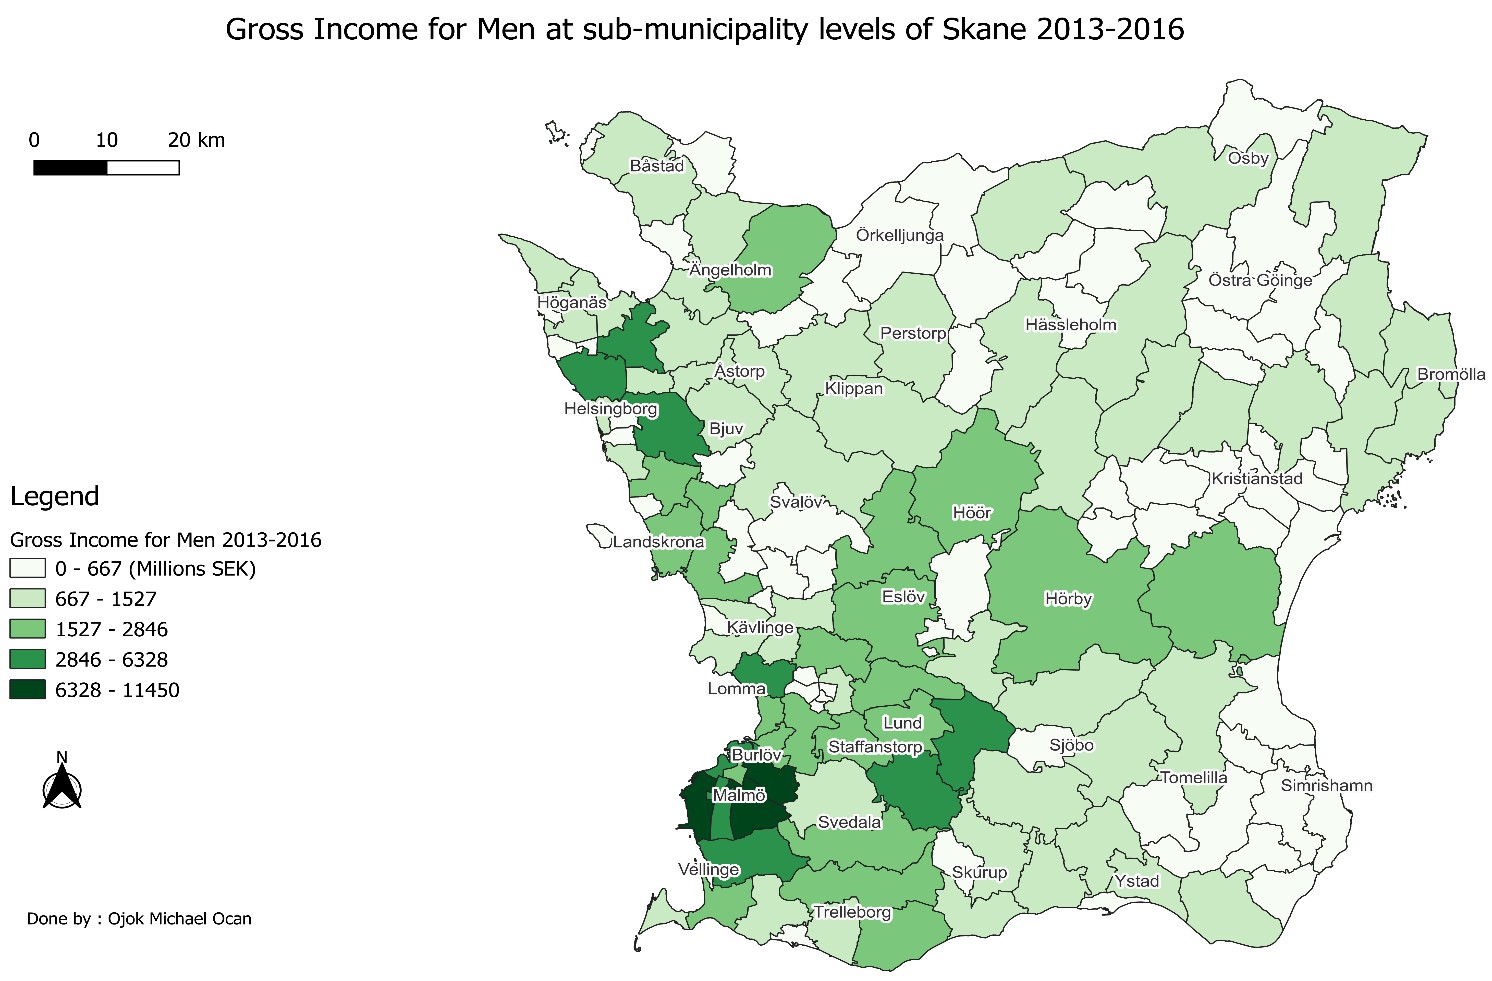 Gross Income for Men at sub-municipality levels of Skane 2013-2016
0 10 20 km
Båstad
Osby
Örkelljunga
Ängelholm
Östra Göinge
Höganäs
Hässleholm
Perstorp
Åstorp
Bromölla
Klippan
Helsingborg
Bjuv
Kristianstad
Svalöv
Höör
Landskrona
Eslöv
Hörby
Kävlinge
Lomma
Lund
Staffanstorp
Sjöbo
Burlöv
Tomelilla
Simrishamn
Malmö
Svedala
Vellinge
Skurup
Ystad
Trelleborg
Legend
Gross Income for Men 2013-2016
0 - 667 (Millions SEK)
667 - 1527
1527 - 2846
2846 - 6328
6328 - 11450
N
Done by : Ojok Michael Ocan